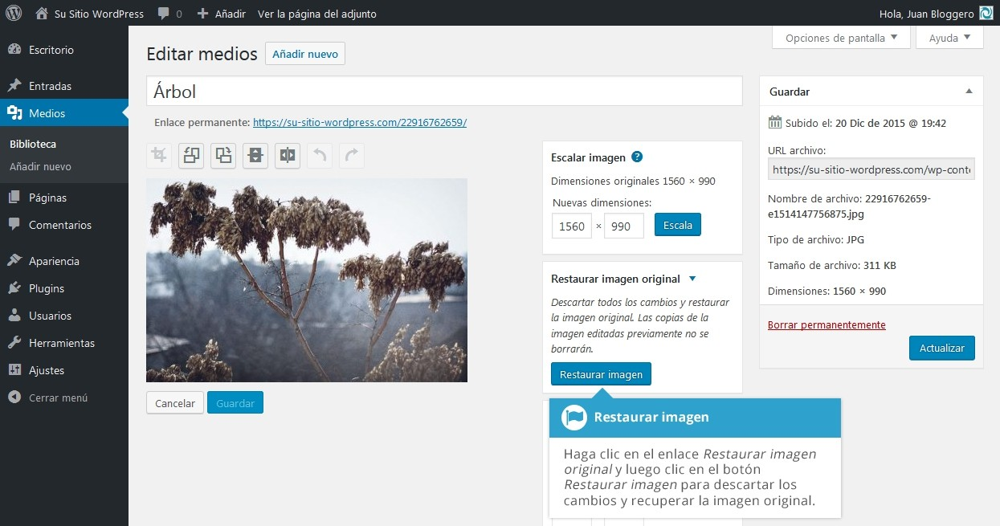 Su Sitio WordPress
0
Añadir
Ver la página del adjunto
Hola, Juan Bloggero
Opciones de pantalla
Ayuda
Escritorio
Entradas
Medios
Biblioteca
Añadir nuevo
Páginas
Comentarios
Apariencia
Plugins
Usuarios
Herramientas
Ajustes
Cerrar menú
Editar medios
Añadir nuevo
Árbol
Enlace permanente: https://su-sitio-wordpress.com/22916762659/
Cancelar
Guardar
Escalar imagen ?
Dimensiones originales 1560 × 990
Nuevas dimensiones:
1560 × 990 Escala
Restaurar imagen original
Descartar todos los cambios y restaurar
la imagen original. Las copias de la
imagen editadas previamente no se
borrarán.
Restaurar imagen
Restaurar imagen
Haga clic en el enlace Restaurar imagen
original y luego clic en el botón
Restaurar imagen para descartar los
cambios y recuperar la imagen original.
Guardar
Subido el: 20 Dic de 2015 @ 19:42
URL archivo:
https://su-sitio-wordpress.com/wp-conte
Nombre de archivo: 22916762659-
e1514147756875.jpg
Tipo de archivo: JPG
Tamaño de archivo: 311 KB
Dimensiones: 1560 × 990
Borrar permanentemente
Actualizar